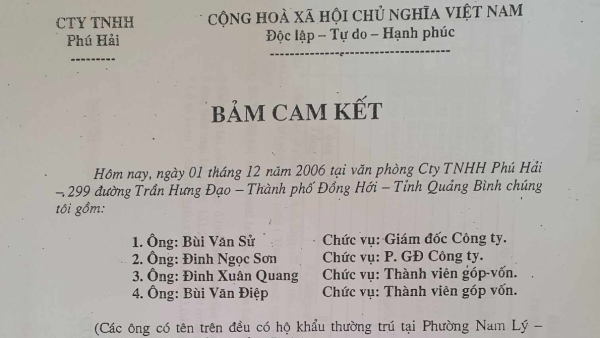 CTY TNHH
Phú Hải
CỘNG HOÀ XÃ HỘI CHỦ NGHĨA VIỆT NAM
Độc lập – Tự do – Hạnh phúc
BẢM CAM KẾT
Hôm nay, ngày 01 tháng 12 năm 2006 tại văn phòng Cty TNHH Phú Hải
– 299 đường Trần Hưng Đạo – Thành phố Đồng Hới – Tỉnh Quảng Bình chúng
tôi gồm:
1. Ông: Bùi Văn Sử Chức vụ: Giám đốc Công ty.
2. Ông: Đinh Ngọc Sơn Chức vụ: P. GĐ Công ty.
3. Ông: Đinh Xuân Quang Chức vụ: Thành viên góp-vốn.
4. Ông: Bùi Văn Điệp Chức vụ: Thành viên góp vốn.
(Các ông có tên trên đều có hộ khẩu thường trú tại Phường Nam Lý –